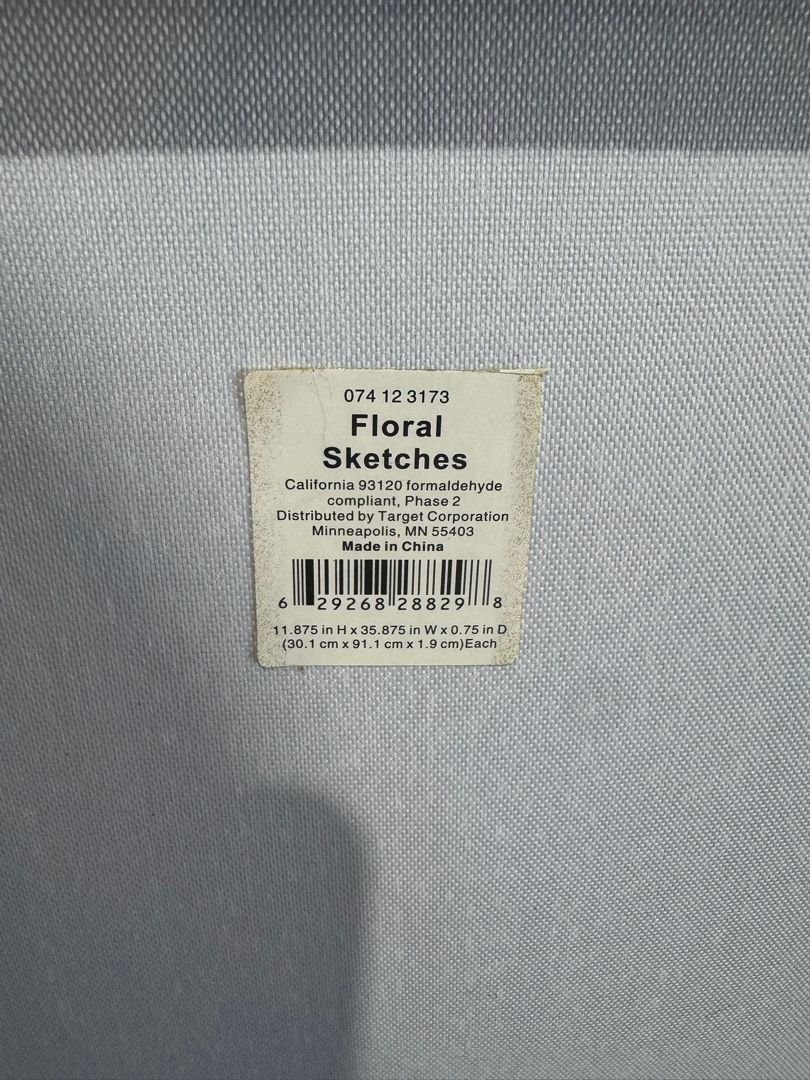 074 12 3173
Floral
Sketches
California 93120 formaldehyde
compliant, Phase 2
Distributed by Target Corporation
Minneapolis, MN 55403
Made in China
6 29268 28829 8
11.875 in H x 35.875 in W x 0.75 in D
(30.1 cm x 91.1 cm x 1.9 cm)Each